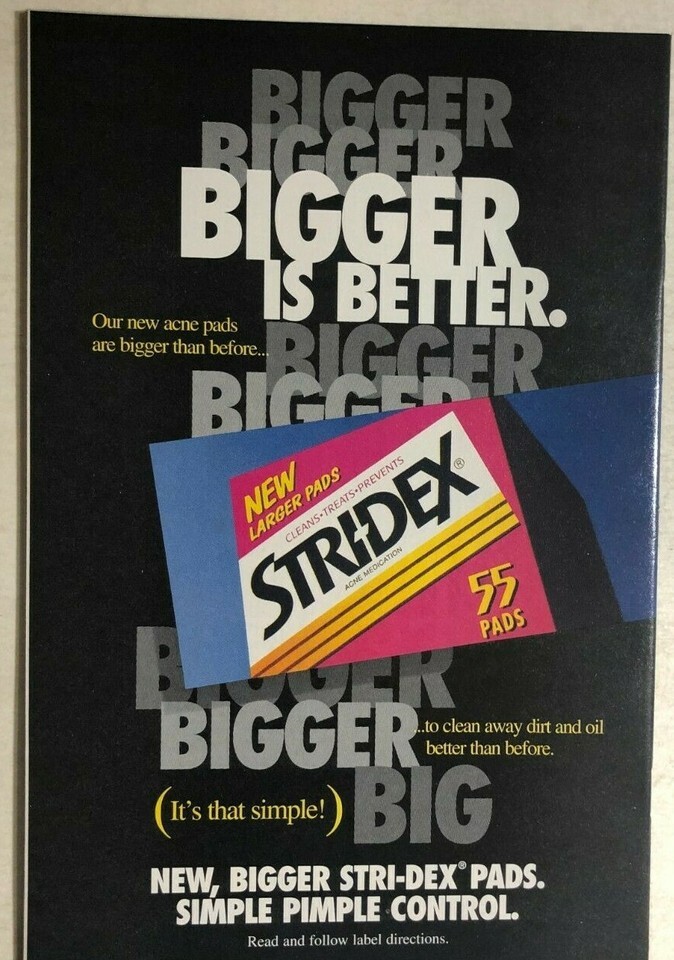 BIGGER
BIGGER
BIGGER
IS BETTER.
Our new acne pads
are bigger than before...
BIGGER
BIGGER
NEW
LARGER PADS
CLEANS•TREATS•PREVENTS
STRI-DEX®
ACNE MEDICATION
55
PADS
BIGGER
BIGGER
...to clean away dirt and oil
better than before.
(It's that simple!)
BIG
NEW, BIGGER STRI-DEX® PADS.
SIMPLE PIMPLE CONTROL.
Read and follow label directions.